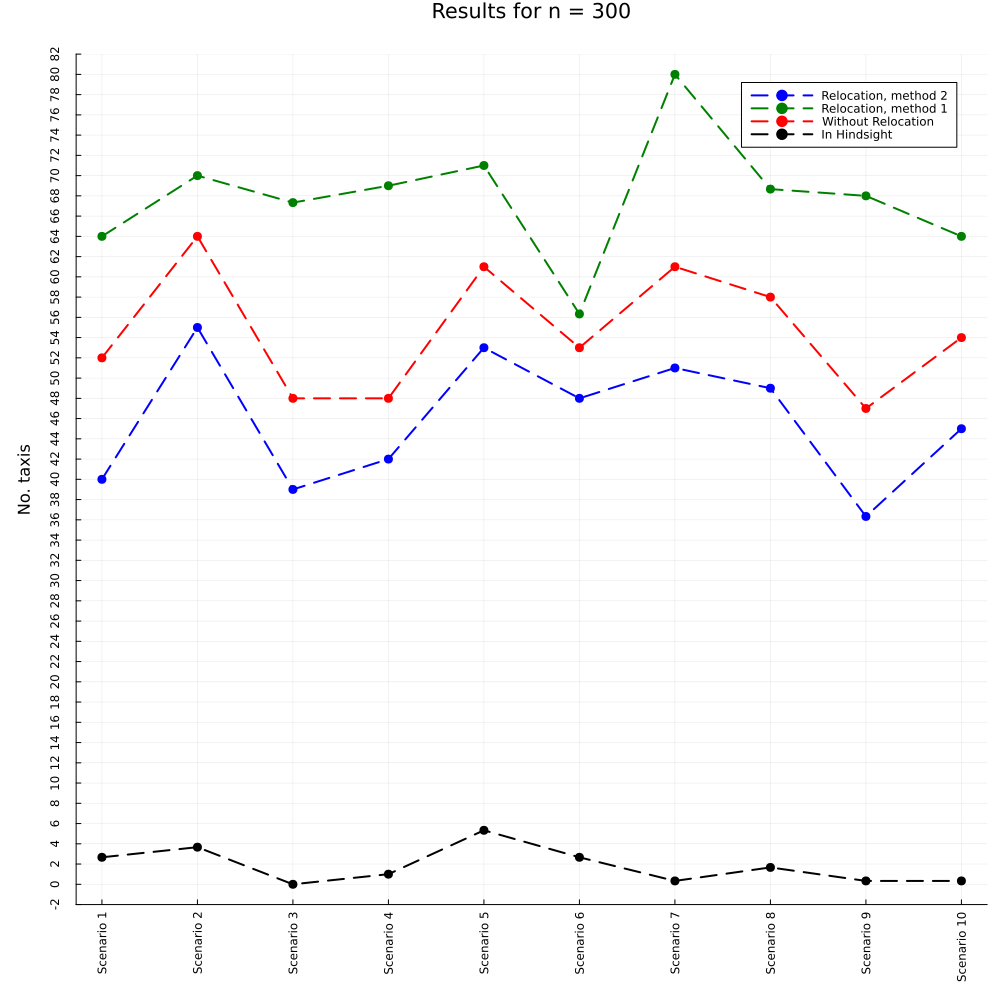 Results for n = 300
No. taxis
82
80
78
76
74
72
70
68
66
64
62
60
58
56
54
52
50
48
46
44
42
40
38
36
34
32
30
28
26
24
22
20
18
16
14
12
10
8
6
4
2
0
-2
Relocation, method 2
Relocation, method 1
Without Relocation
In Hindsight
Scenario 1
Scenario 2
Scenario 3
Scenario 4
Scenario 5
Scenario 6
Scenario 7
Scenario 8
Scenario 9
Scenario 10